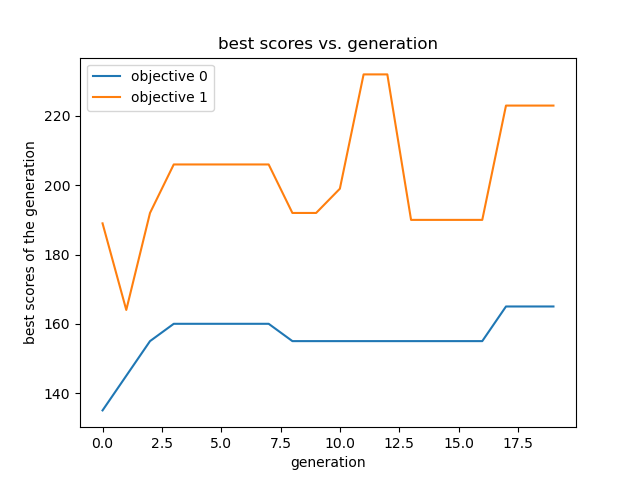 best scores vs. generation
objective 0
objective 1
best scores of the generation
220
200
180
160
140
0.0 2.5 5.0 7.5 10.0 12.5 15.0 17.5
generation